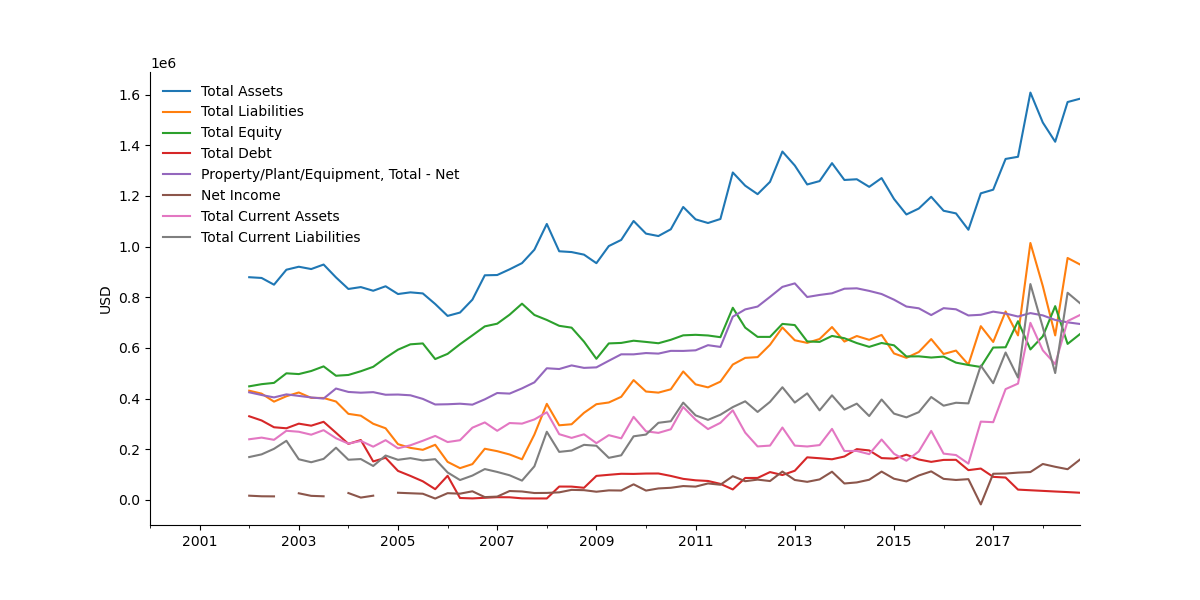 1e6
1.6
1.4
1.2
1.0
0.8
0.6
0.4
0.2
0.0
USD
Total Assets
Total Liabilities
Total Equity
Total Debt
Property/Plant/Equipment, Total - Net
Net Income
Total Current Assets
Total Current Liabilities
2001 2003 2005 2007 2009 2011 2013 2015 2017